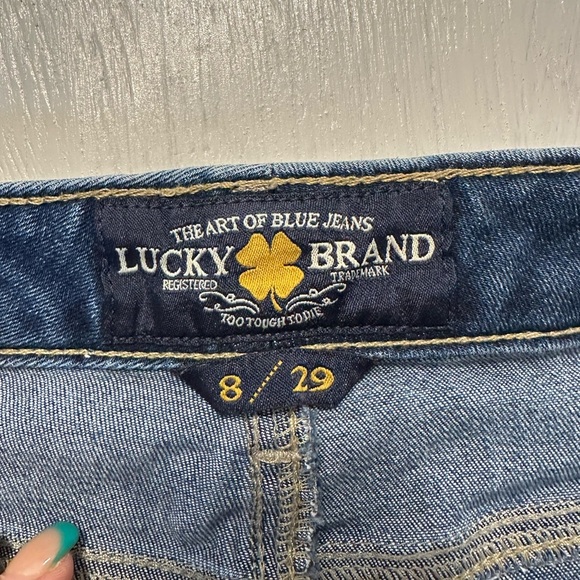 THE ART OF BLUE JEANS
LUCKY BRAND
REGISTERED TRADEMARK
TOO TOUGH TO DIE
8 / 29